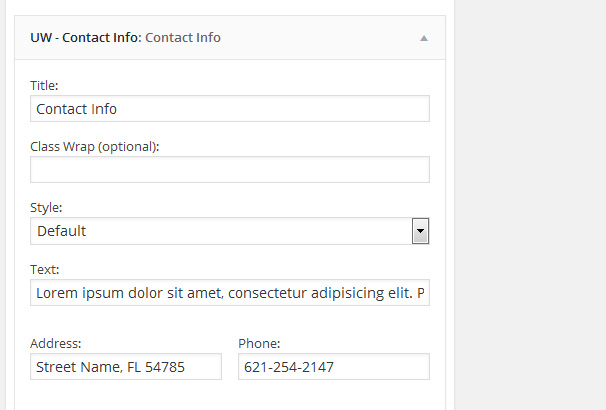 UW - Contact Info: Contact Info
Title:
Contact Info
Class Wrap (optional):
Style:
Default
Text:
Lorem ipsum dolor sit amet, consectetur adipisicing elit. P
Address: Phone:
Street Name, FL 54785 621-254-2147